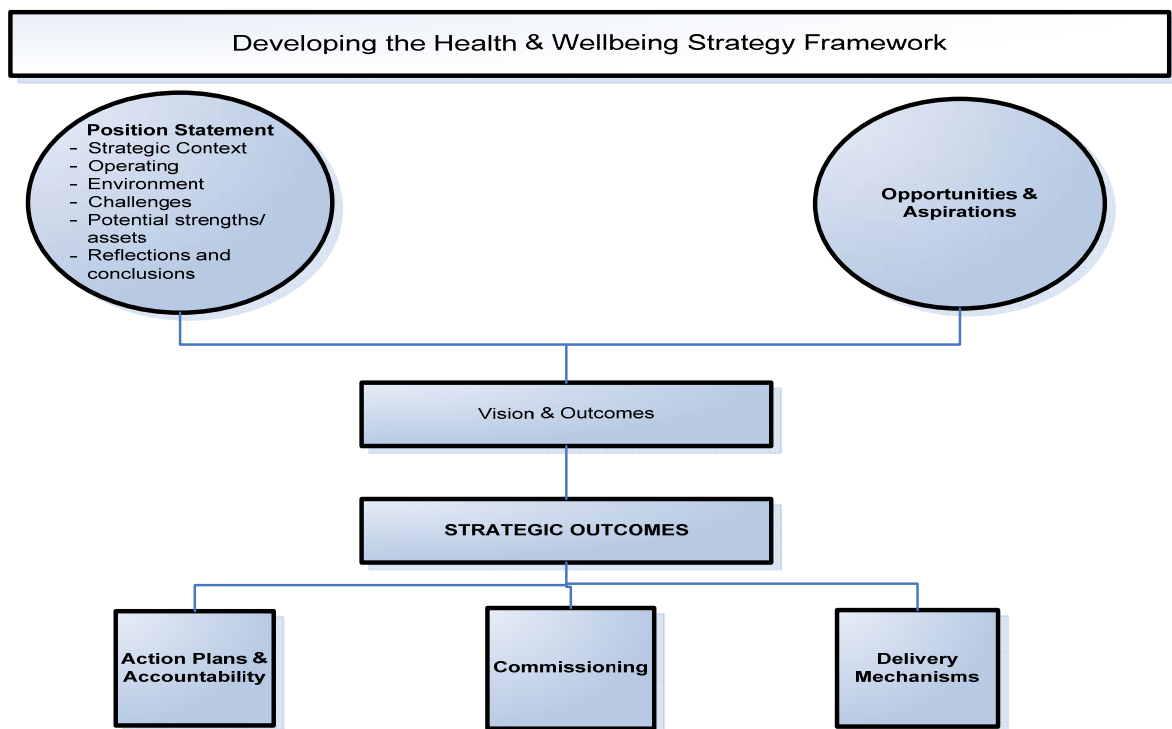 Developing the Health & Wellbeing Strategy Framework
Position Statement
- Strategic Context
- Operating
- Environment
- Challenges
- Potential strengths/
assets
- Reflections and
conclusions
Opportunities &
Aspirations
Vision & Outcomes
STRATEGIC OUTCOMES
Action Plans &
Accountability
Commissioning
Delivery
Mechanisms